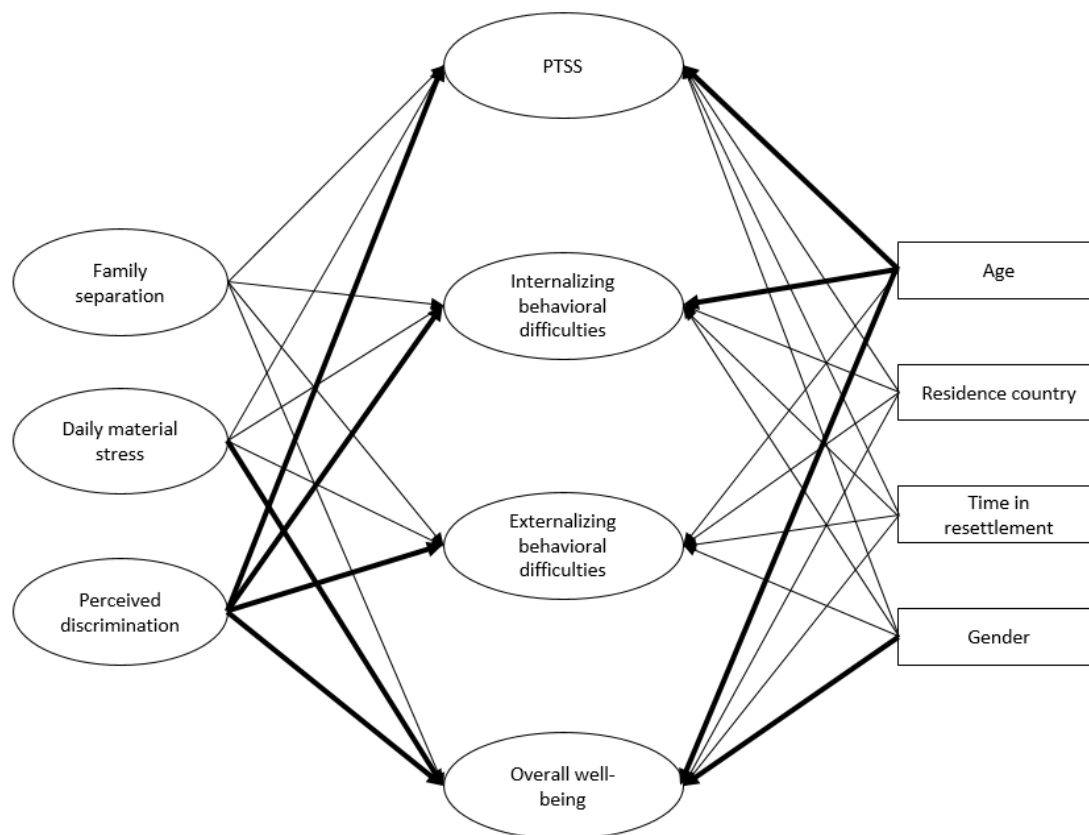 PTSS
Family
separation
Internalizing
behavioral
difficulties
Age
Residence country
Daily material
stress
Time in
resettlement
Externalizing
behavioral
difficulties
Perceived
discrimination
Gender
Overall well-
being